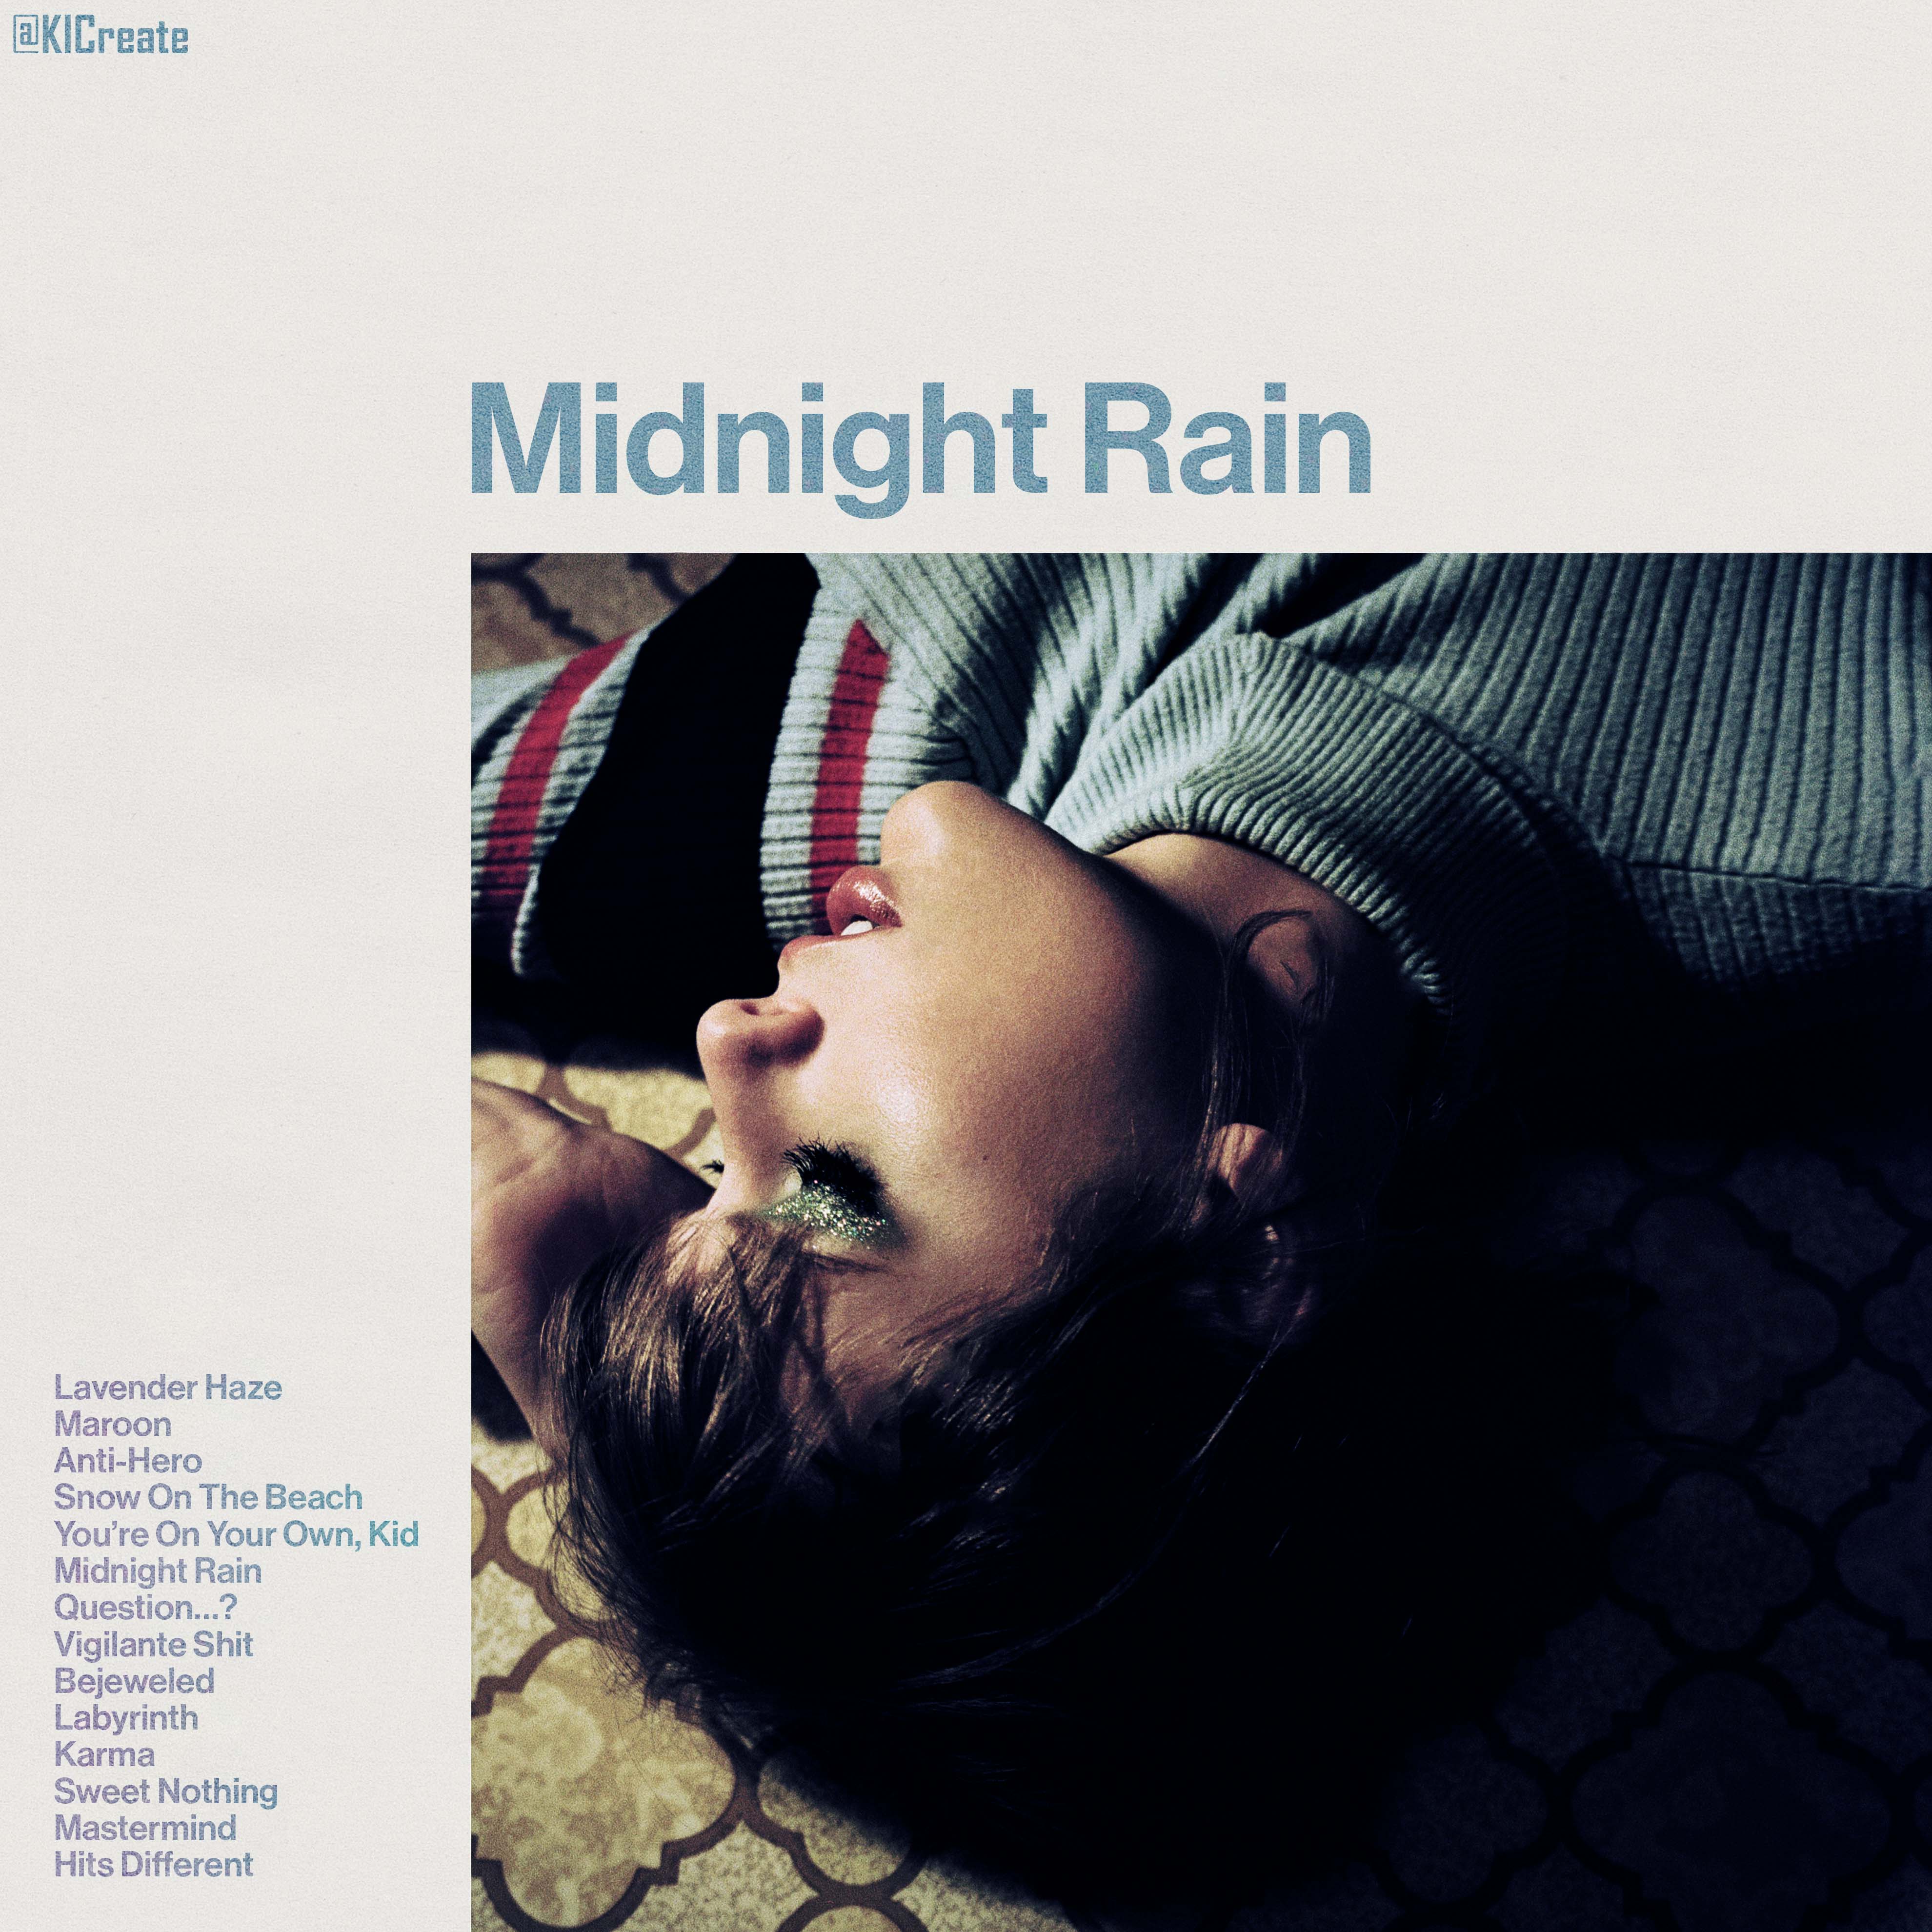 @KICreate
Midnight Rain
Lavender Haze
Maroon
Anti-Hero
Snow On The Beach
You’re On Your Own, Kid
Midnight Rain
Question...?
Vigilante Shit
Bejeweled
Labyrinth
Karma
Sweet Nothing
Mastermind
Hits Different